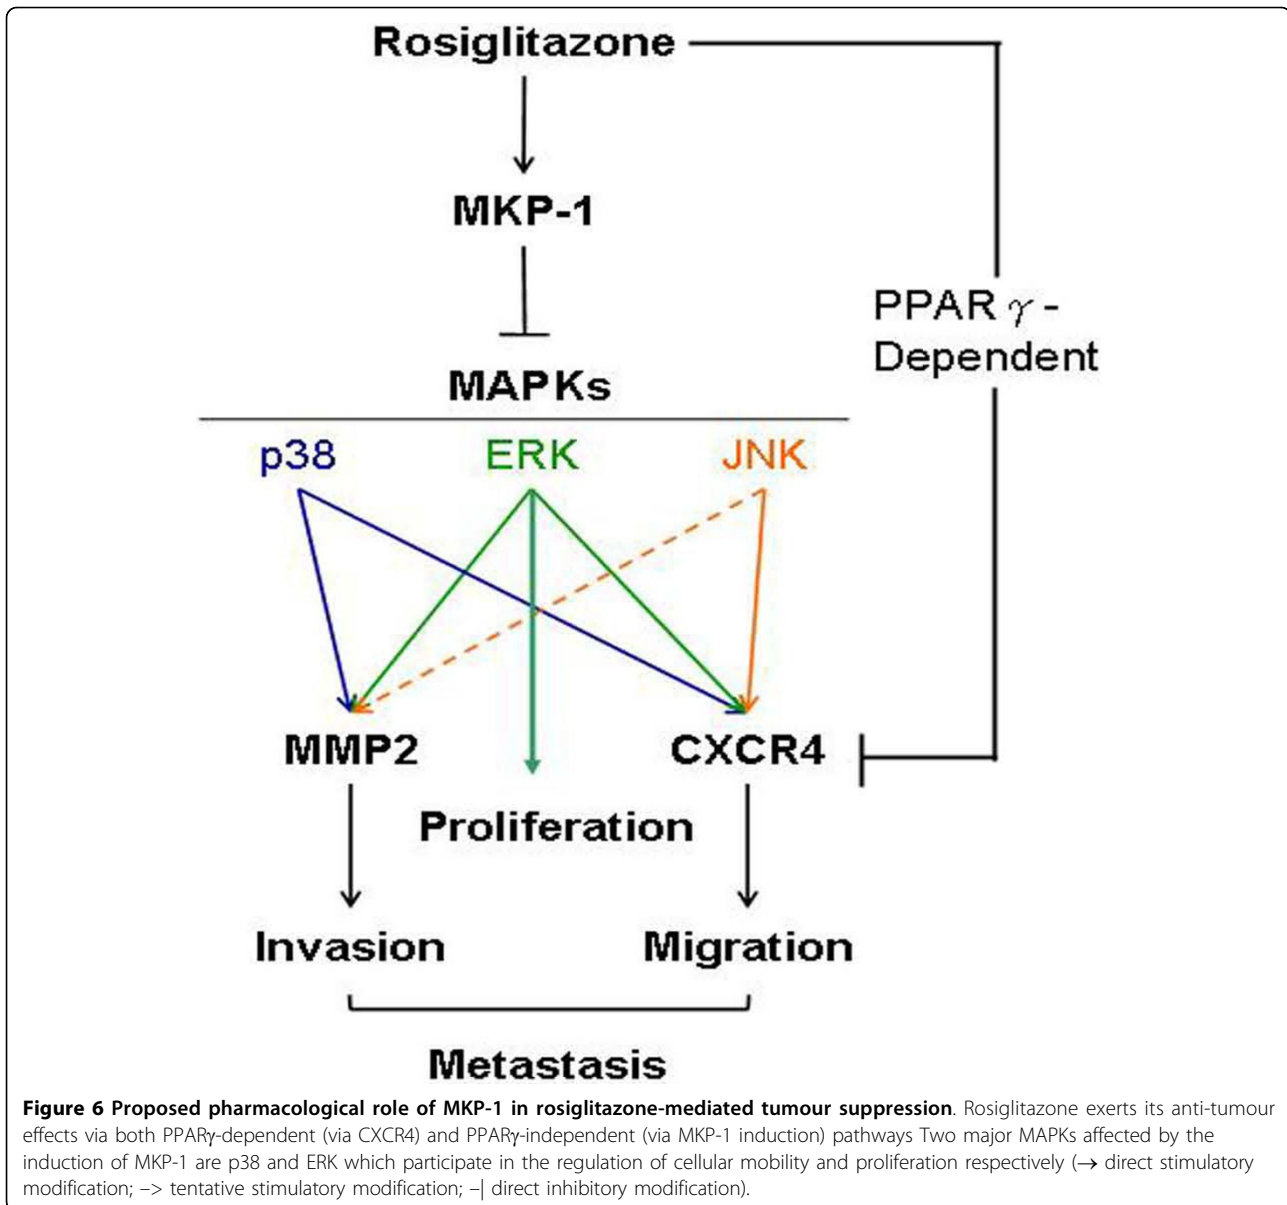 Rosiglitazone
MKP-1
PPAR γ -
Dependent
MAPKs
p38 ERK JNK
MMP2 CXCR4
Proliferation
Invasion Migration
Metastasis
Figure 6 Proposed pharmacological role of MKP-1 in rosiglitazone-mediated tumour suppression. Rosiglitazone exerts its anti-tumour
effects via both PPARγ-dependent (via CXCR4) and PPARγ-independent (via MKP-1 induction) pathways Two major MAPKs affected by the
induction of MKP-1 are p38 and ERK which participate in the regulation of cellular mobility and proliferation respectively (→ direct stimulatory
modification; –> tentative stimulatory modification; –| direct inhibitory modification).